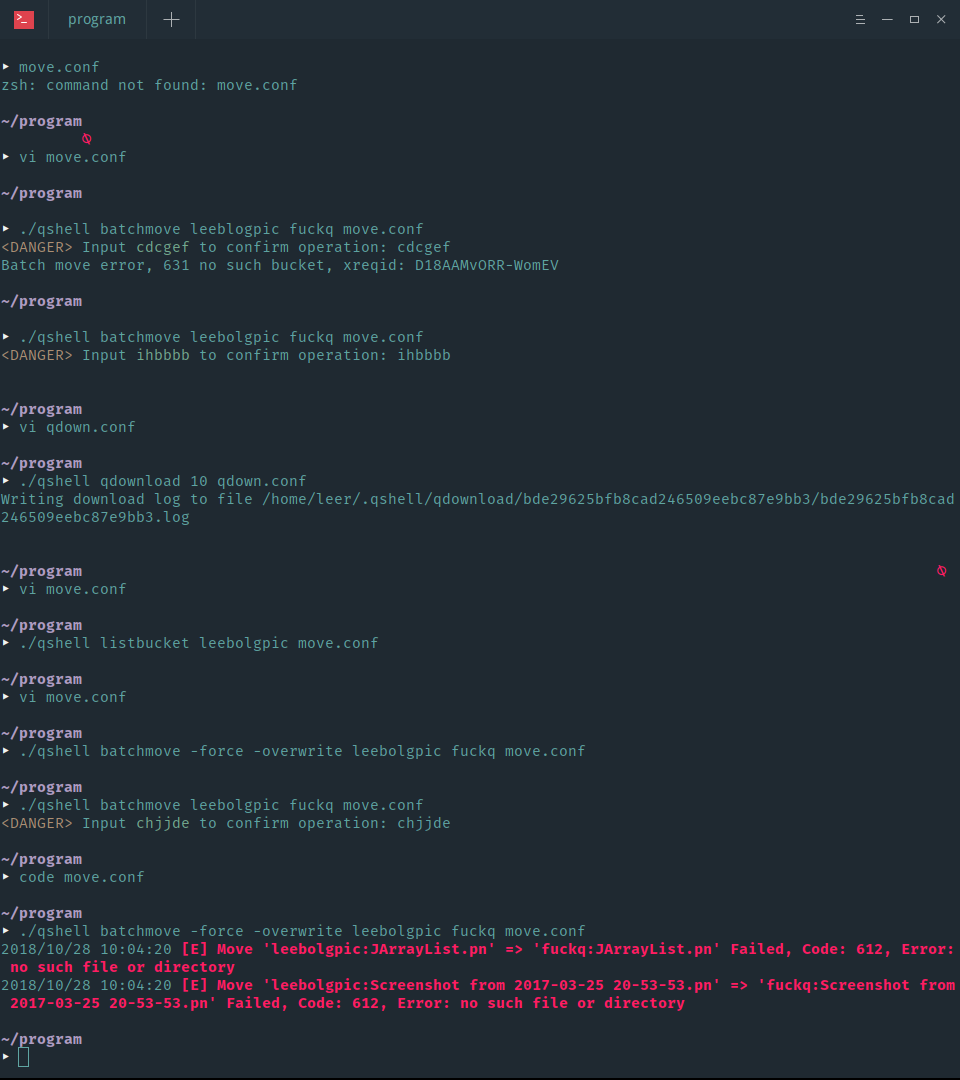 program
▸ move.conf
zsh: command not found: move.conf
~/program
▸ vi move.conf
~/program
▸ ./qshell batchmove leeblogpic fuckq move.conf
<DANGER> Input cdcgef to confirm operation: cdcgef
Batch move error, 631 no such bucket, xreqid: D18AAMvORR-WomEV
~/program
▸ ./qshell batchmove leebolgpic fuckq move.conf
<DANGER> Input ihbbbb to confirm operation: ihbbbb
~/program
▸ vi qdown.conf
~/program
▸ ./qshell qdownload 10 qdown.conf
Writing download log to file /home/leer/.qshell/qdownload/bde29625bfb8cad246509eebc87e9bb3/bde29625bfb8cad
246509eebc87e9bb3.log
~/program
▸ vi move.conf
~/program
▸ ./qshell listbucket leebolgpic move.conf
~/program
▸ vi move.conf
~/program
▸ ./qshell batchmove -force -overwrite leebolgpic fuckq move.conf
~/program
▸ ./qshell batchmove leebolgpic fuckq move.conf
<DANGER> Input chjjde to confirm operation: chjjde
~/program
▸ code move.conf
~/program
▸ ./qshell batchmove -force -overwrite leebolgpic fuckq move.conf
2018/10/28 10:04:20 [E] Move 'leebolgpic:JArrayList.pn' => 'fuckq:JArrayList.pn' Failed, Code: 612, Error:
no such file or directory
2018/10/28 10:04:20 [E] Move 'leebolgpic:Screenshot from 2017-03-25 20-53-53.pn' => 'fuckq:Screenshot from
2017-03-25 20-53-53.pn' Failed, Code: 612, Error: no such file or directory
~/program
▸